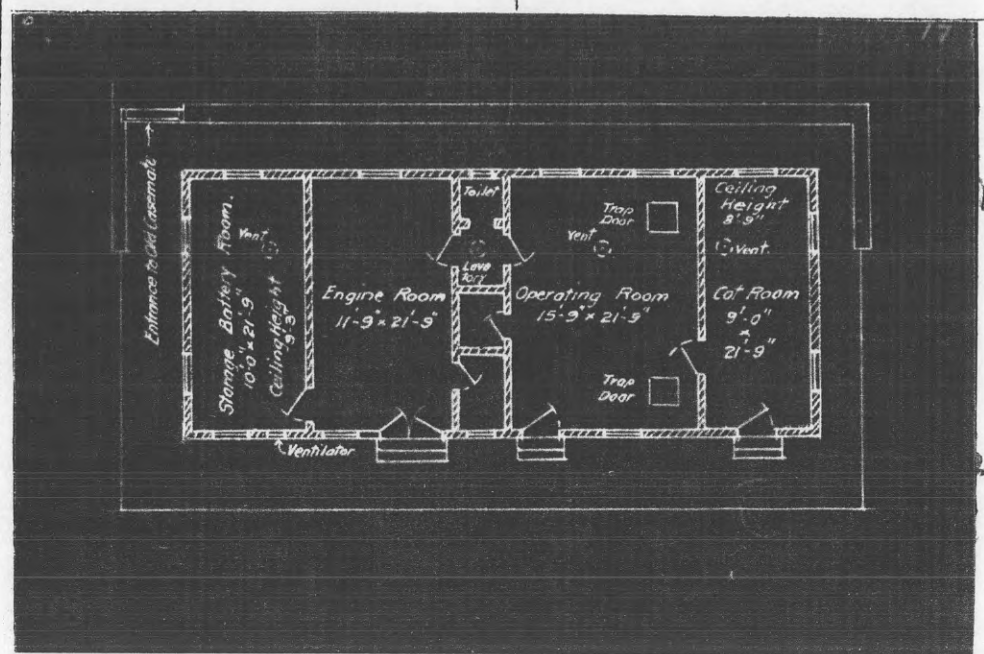 17
Entrance to Old Casemate
Storage Battery Room.
10'-0" x 21'-9"
Ceiling Height
9'-3"
Vent
Ventilator
Engine Room
11'-9" x 21'-9"
Toilet
Lava
tory
Operating Room
15'-9" x 21'-9"
Vent
Trap
Door
Trap
Door
Ceiling
Height
8'-9"
Vent.
Cot Room
9'-0"
x
21'-9"